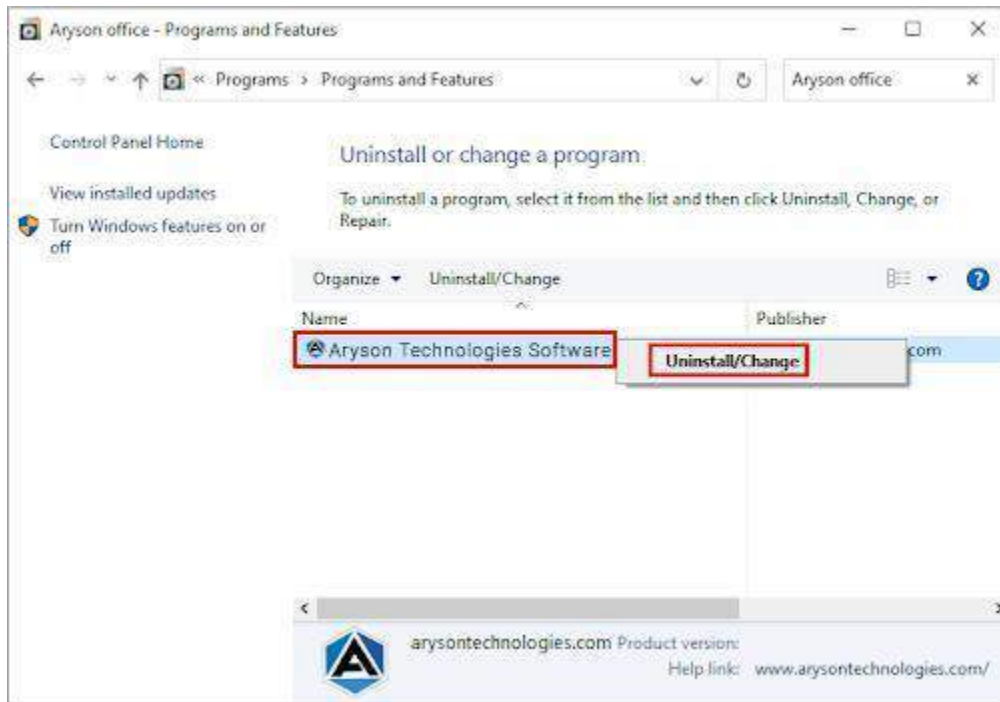 Aryson office - Programs and Features
« Programs > Programs and Features
Aryson office
Control Panel Home
View installed updates
Turn Windows features on or
off
Uninstall or change a program
To uninstall a program, select it from the list and then click Uninstall, Change, or
Repair.
Organize Uninstall/Change
Name Publisher
Aryson Technologies Software com
Uninstall/Change
arysontechnologies.com Product version:
Help link: www.arysontechnologies.com/